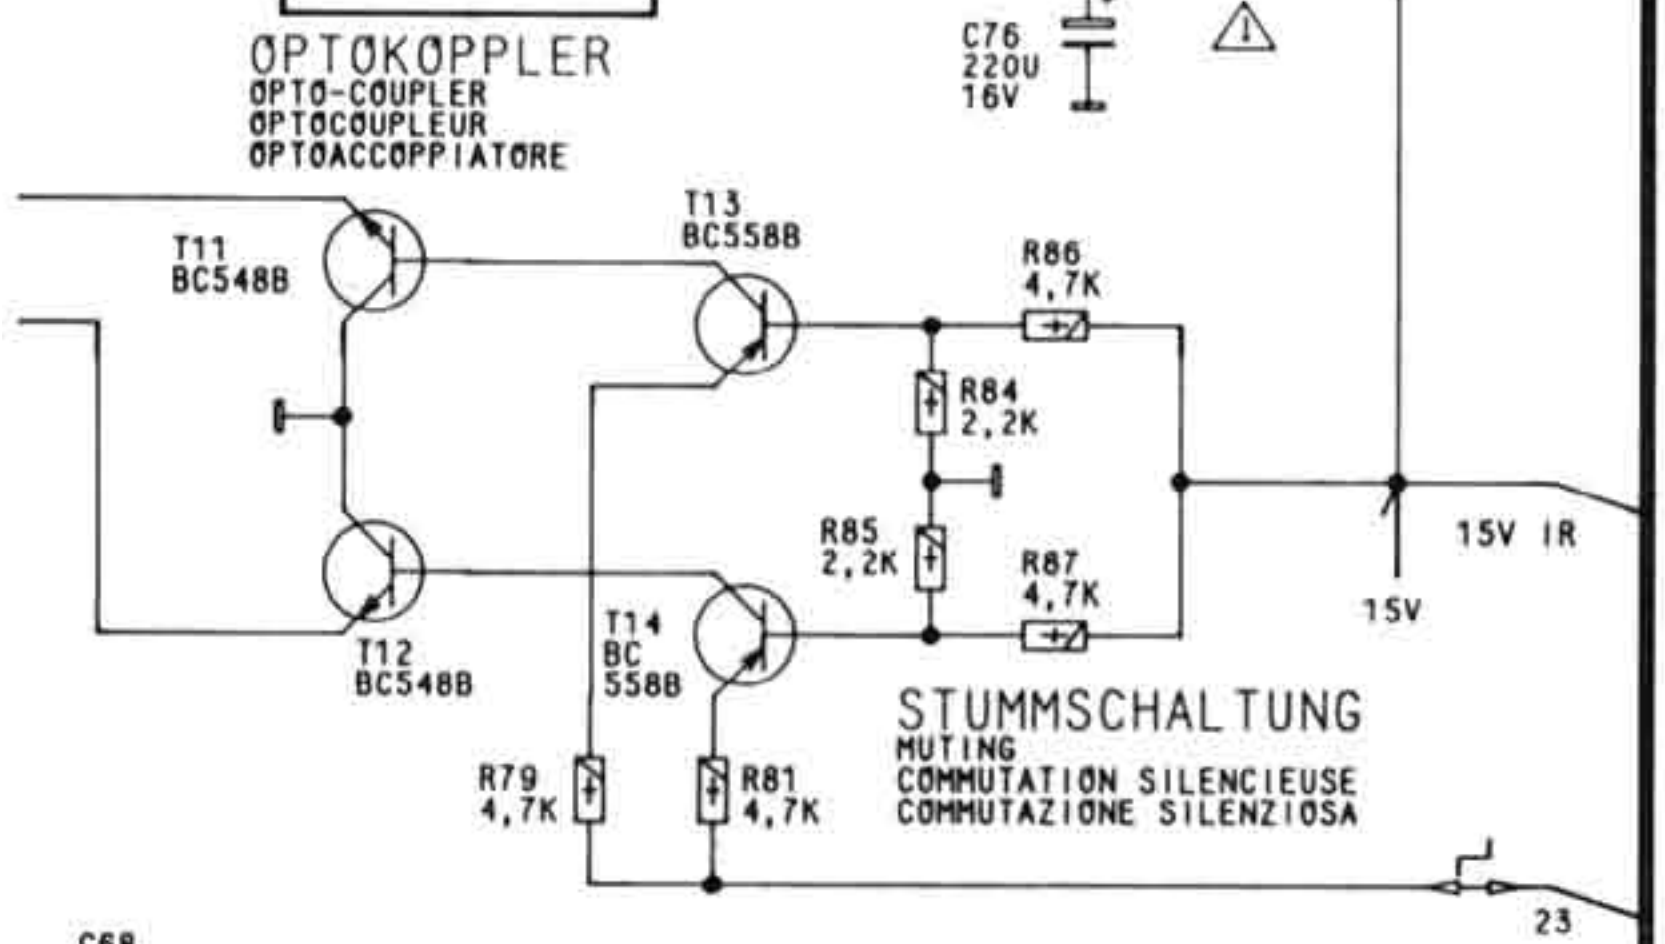 OPTOKOPPLER
OPTO-COUPLER
OPTOCOUPLEUR
OPTOACCOPPIATORE
C76
220U
16V
T11
BC548B
T13
BC558B
R86
4,7K
R84
2,2K
R85
2,2K
R87
4,7K
15V IR
15V
T12
BC548B
T14
BC
558B
STUMMSCHALTUNG
MUTING
COMMUTATION SILENCIEUSE
COMMUTAZIONE SILENZIOSA
R79
4,7K
R81
4,7K
23
C68